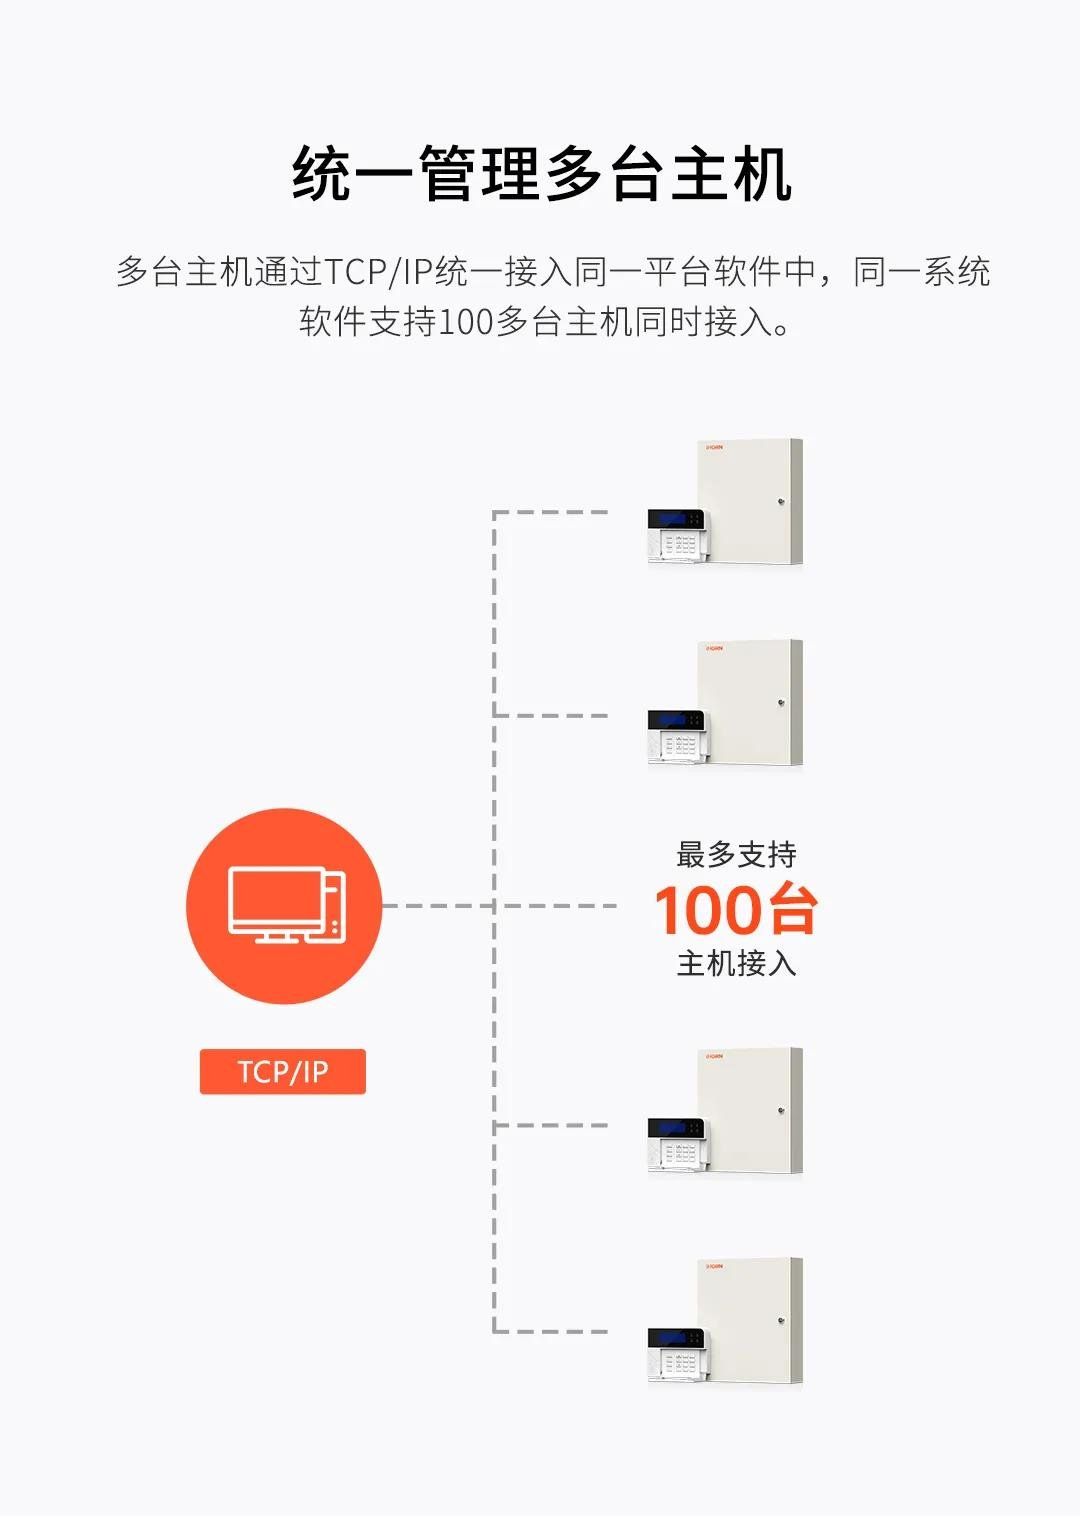 统一管理多台主机
多台主机通过TCP/IP统一接入同一平台软件中，同一系统
软件支持100多台主机同时接入。
最多支持
100台
主机接入
TCP/IP